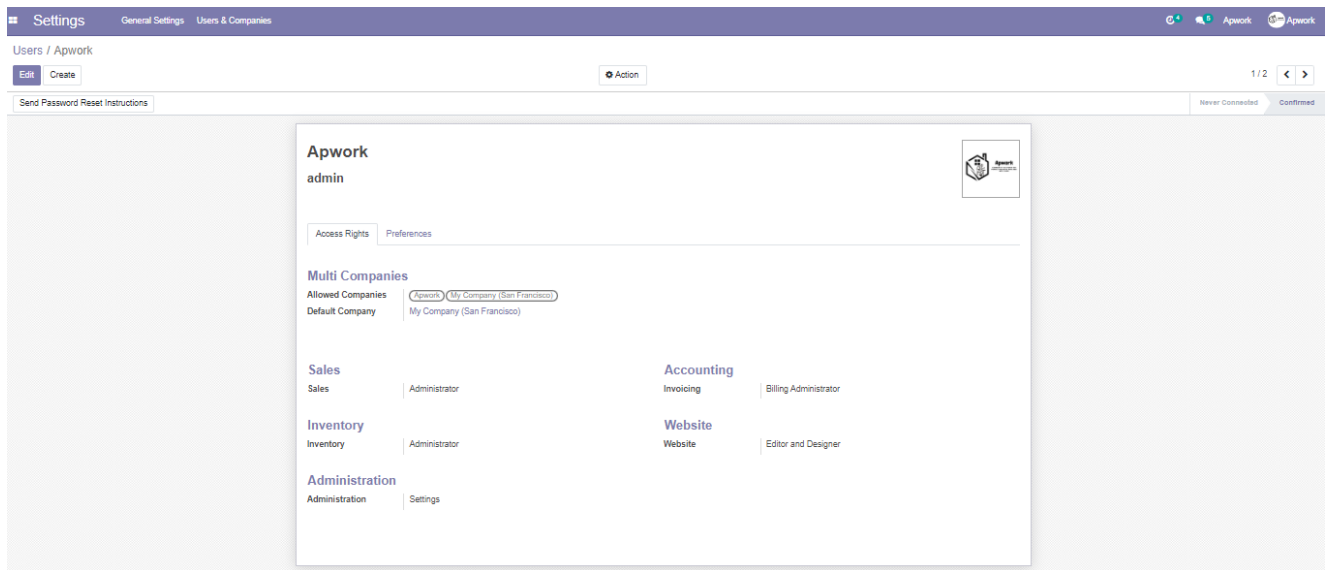 Settings General Settings Users & Companies 4 5 Apwork Apwork
Users / Apwork
Edit Create Action 1 / 2
Send Password Reset Instructions Never Connected Confirmed
Apwork
admin
Apwork
Access Rights Preferences
Multi Companies
Allowed Companies Apwork My Company (San Francisco)
Default Company My Company (San Francisco)
Sales Accounting
Sales Administrator Invoicing Billing Administrator
Inventory Website
Inventory Administrator Website Editor and Designer
Administration
Administration Settings